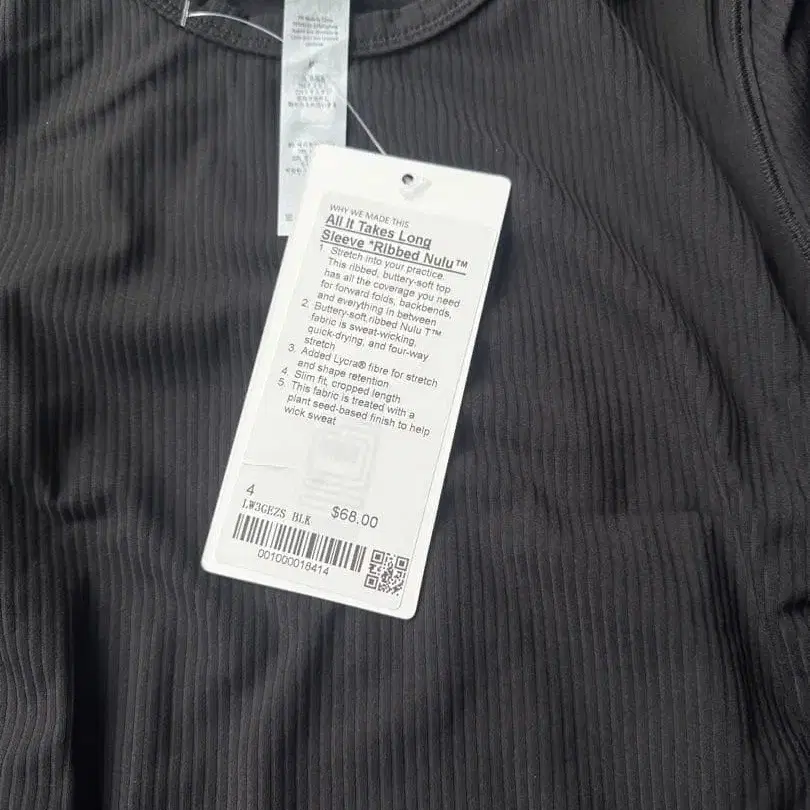 WHY WE MADE THIS
All It Takes Long
Sleeve *Ribbed Nulu™
1. Stretch into your practice.
This ribbed, buttery-soft top
has all the coverage you need
for forward folds, backbends,
and everything in between
2. Buttery-soft ribbed Nulu T™
fabric is sweat-wicking,
quick-drying, and four-way
stretch
3. Added Lycra® fibre for stretch
and shape retention
4. Slim fit, cropped length
5. This fabric is treated with a
plant seed-based finish to help
wick sweat
4
LW3GEZS BLK $68.00
001000018414